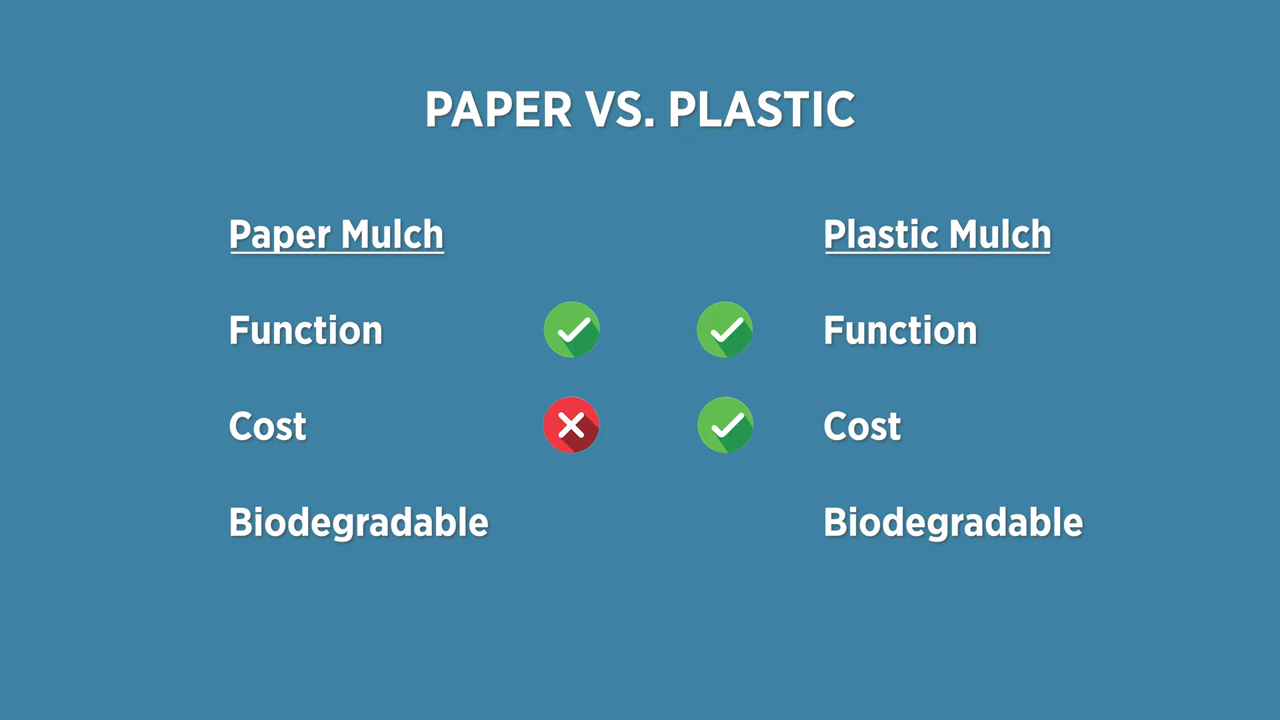 PAPER VS. PLASTIC
Paper Mulch
Plastic Mulch
Function
Function
Cost
Cost
Biodegradable
Biodegradable